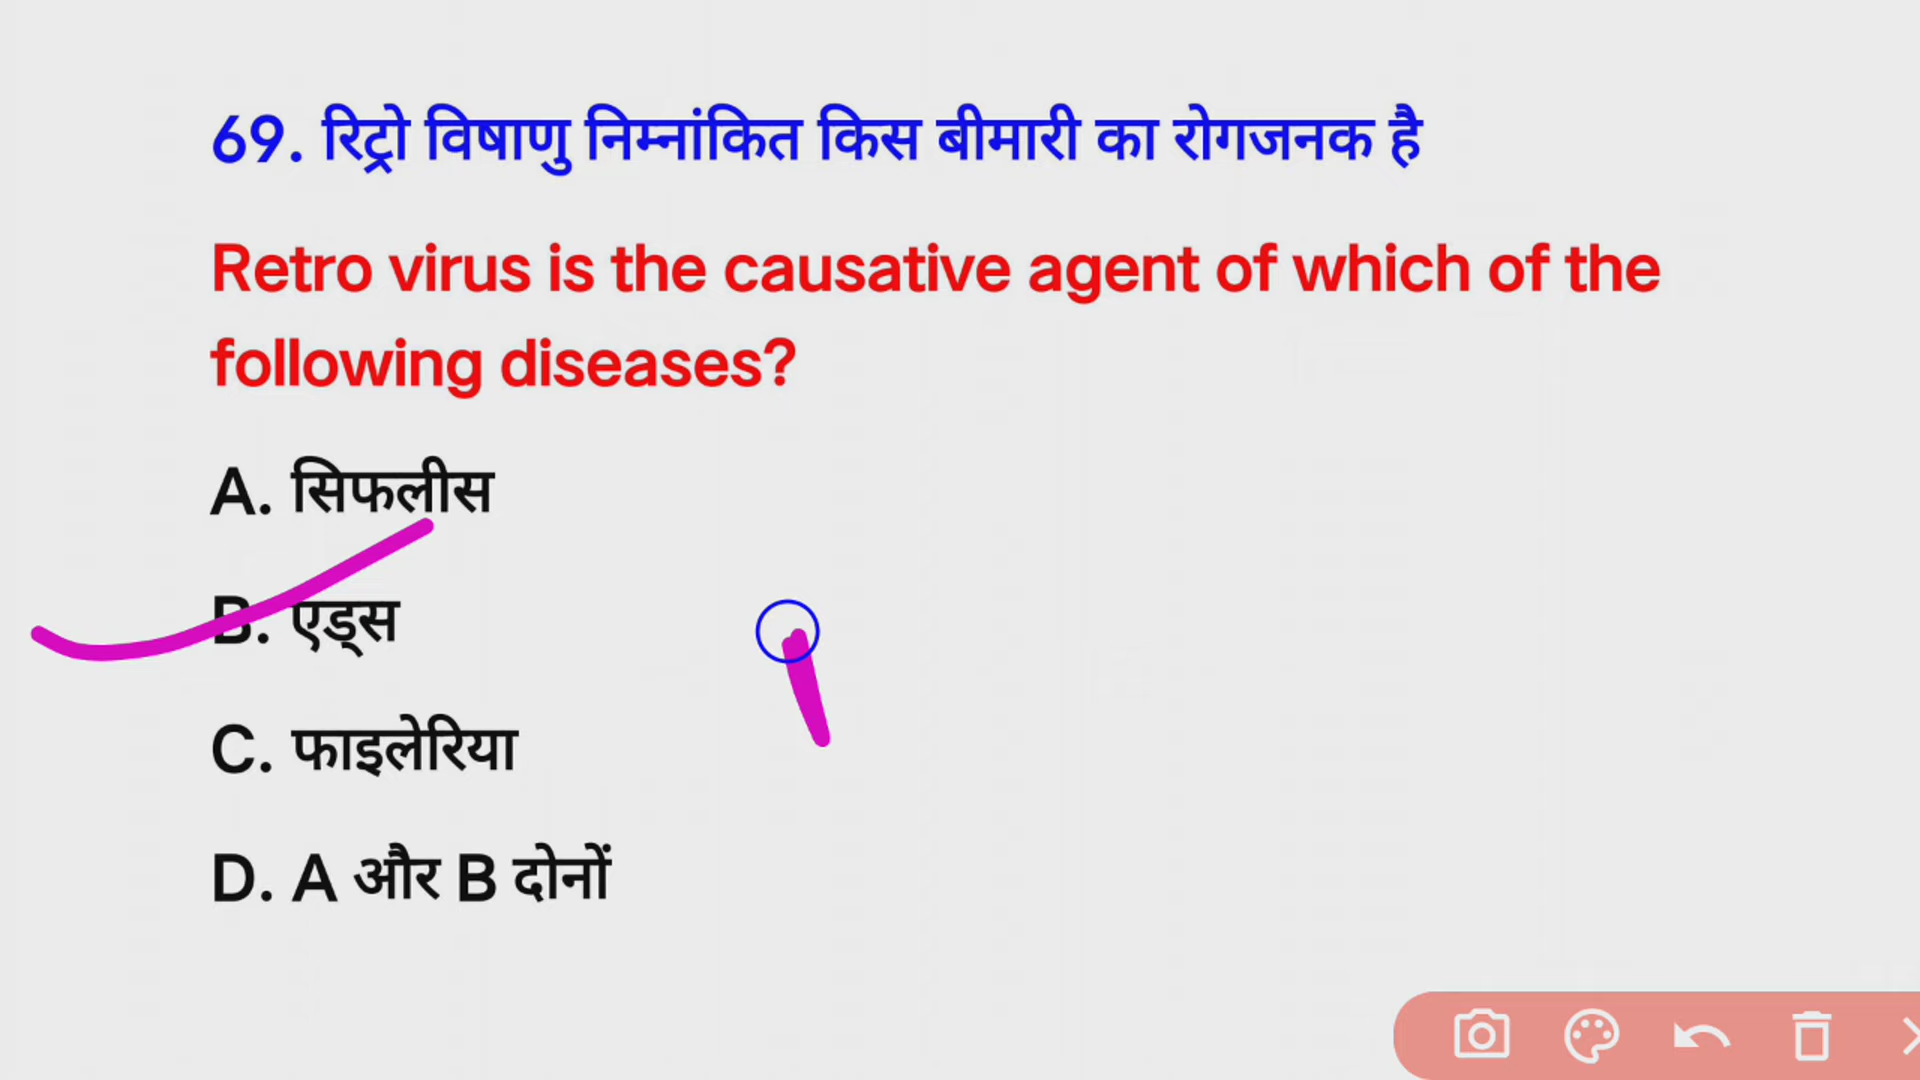 69. रिट्रो विषाणु निम्नांकित किस बीमारी का रोगजनक है
Retro virus is the causative agent of which of the
following diseases?
A. सिफलीस
B. एड्स
C. फाइलेरिया
D. A और B दोनों